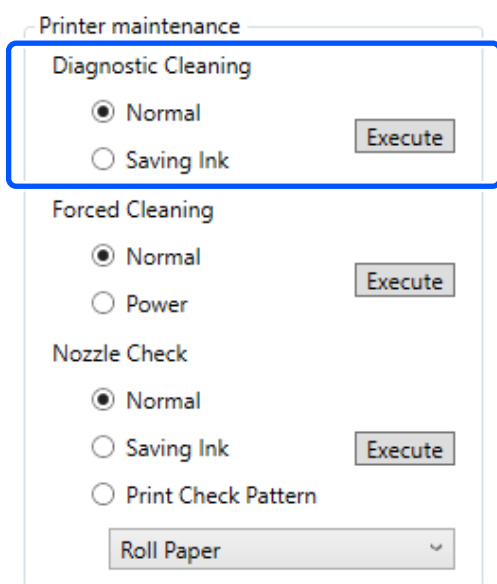 Printer maintenance
Diagnostic Cleaning
Normal
Execute
Saving Ink
Forced Cleaning
Normal
Execute
Power
Nozzle Check
Normal
Saving Ink
Execute
Print Check Pattern
Roll Paper